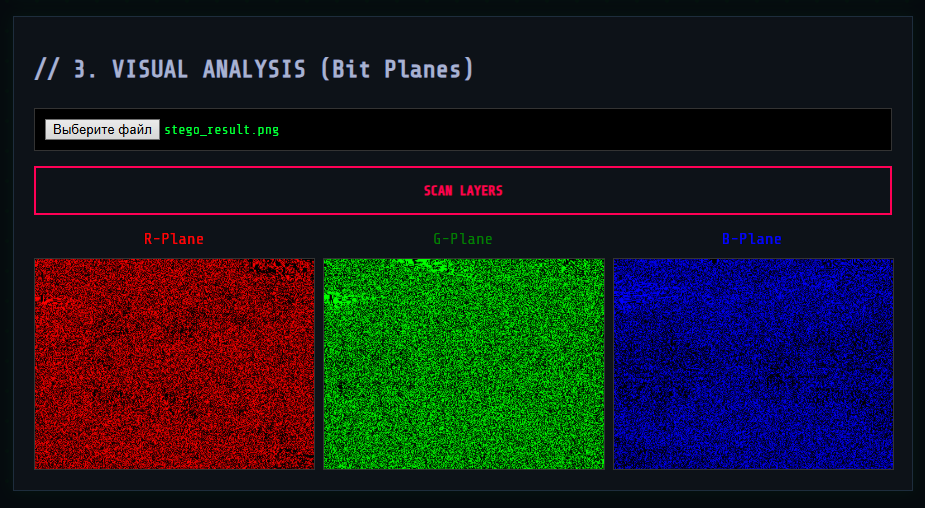 // 3. VISUAL ANALYSIS (Bit Planes)
Выберите файл stego_result.png
SCAN LAYERS
R-Plane G-Plane B-Plane